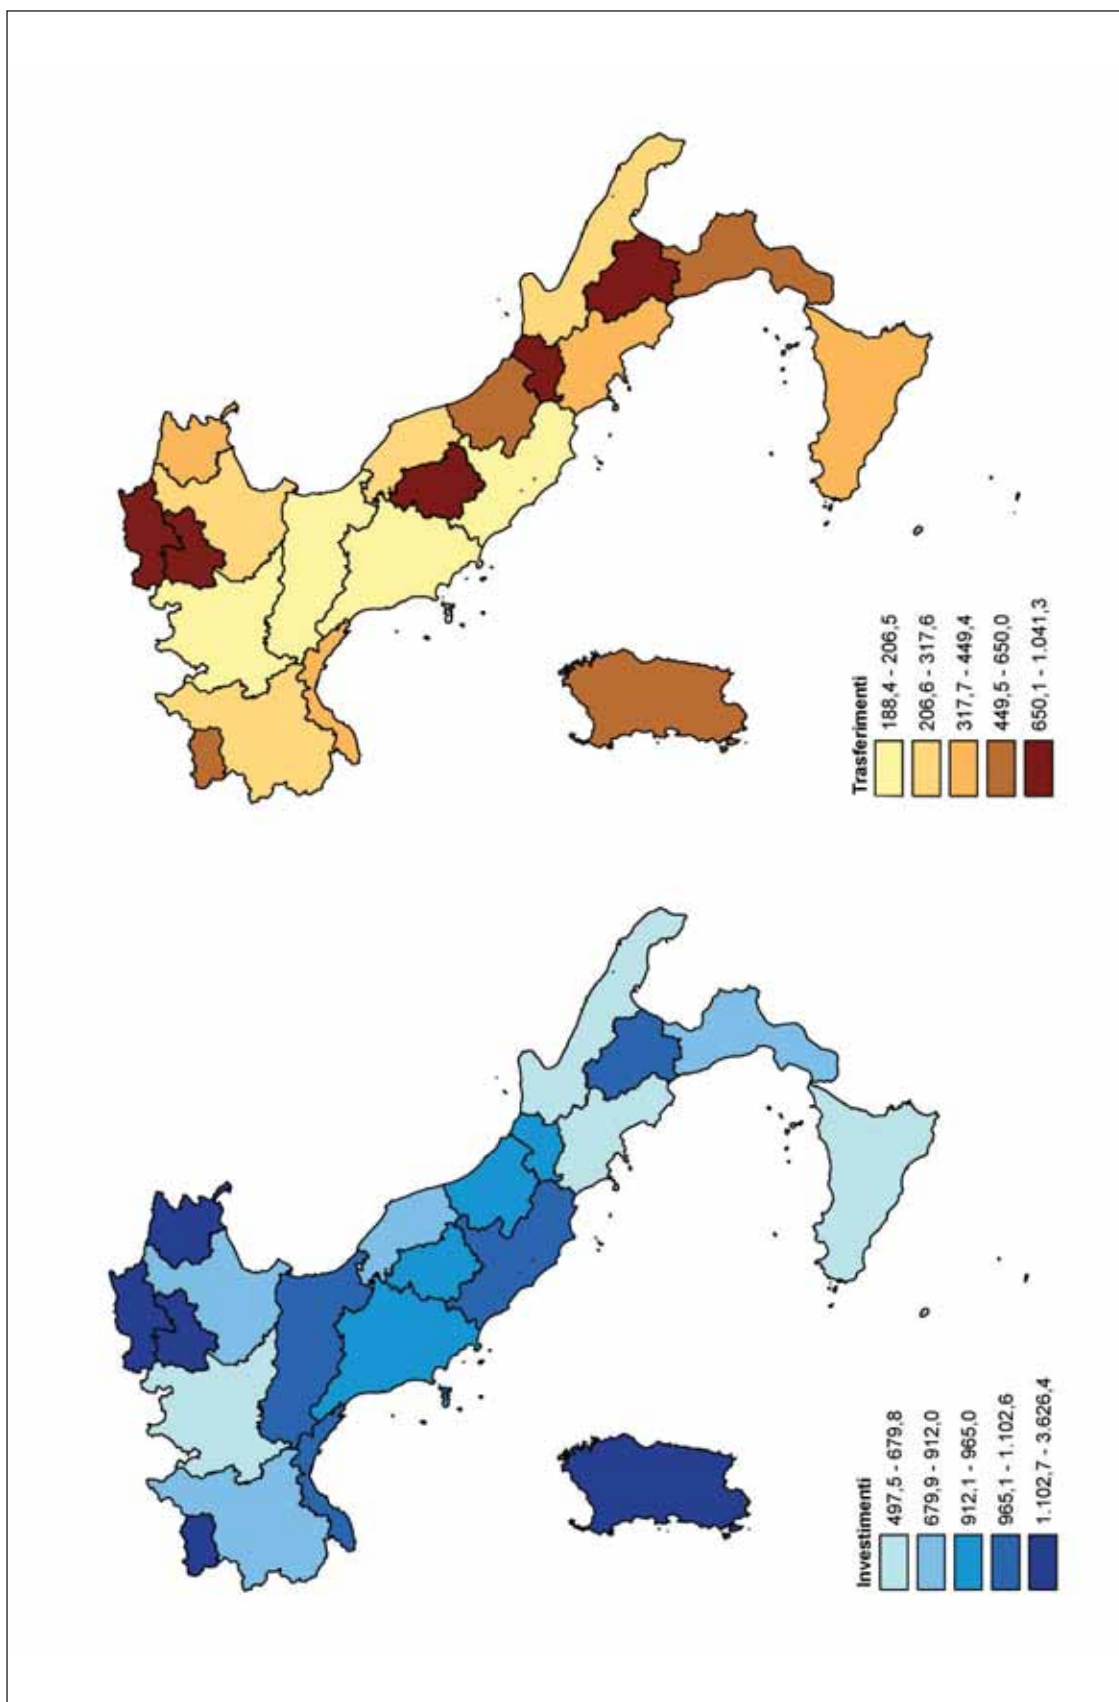 Investimenti
497,5 - 679,8
679,9 - 912,0
912,1 - 965,0
965,1 - 1.102,6
1.102,7 - 3.626,4
Trasferimenti
188,4 - 206,5
206,6 - 317,6
317,7 - 449,4
449,5 - 650,0
650,1 - 1.041,3